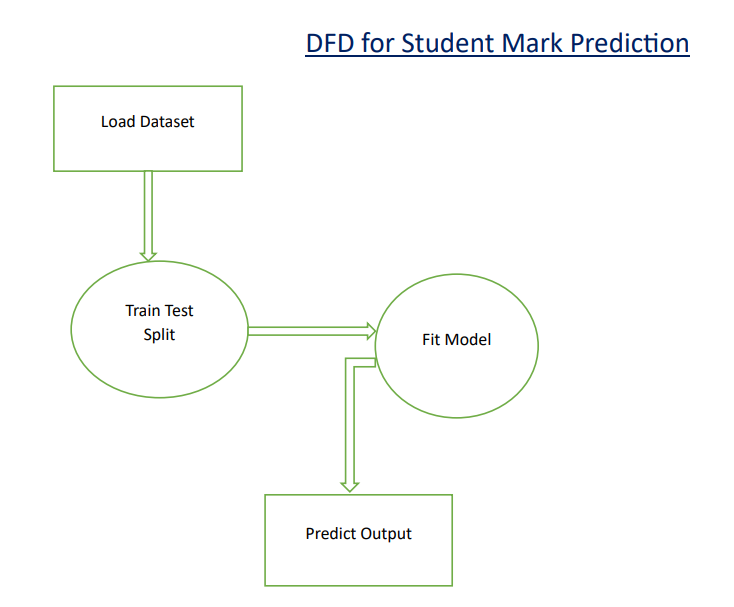 DFD for Student Mark Prediction
Load Dataset
Train Test
Split
Fit Model
Predict Output